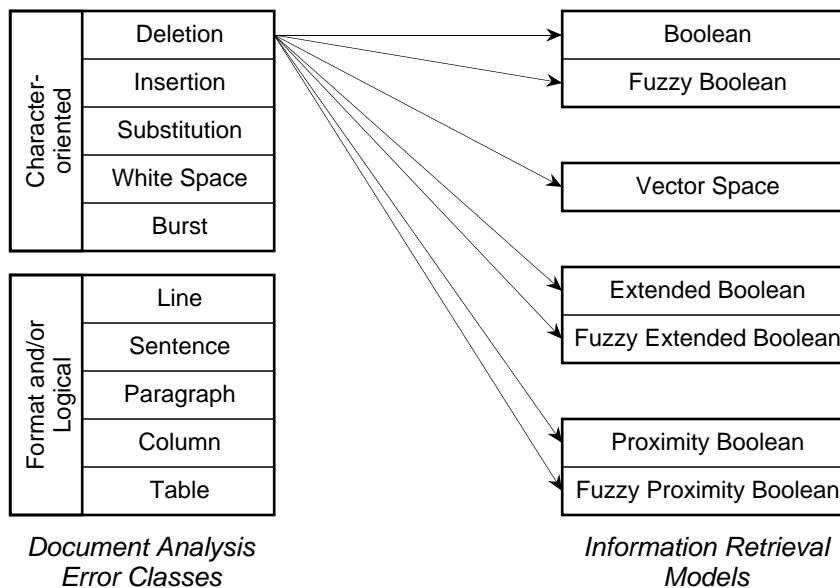 Character-
oriented
Deletion
Insertion
Substitution
White Space
Burst
Format and/or
Logical
Line
Sentence
Paragraph
Column
Table
Document Analysis
Error Classes
Boolean
Fuzzy Boolean
Vector Space
Extended Boolean
Fuzzy Extended Boolean
Proximity Boolean
Fuzzy Proximity Boolean
Information Retrieval
Models